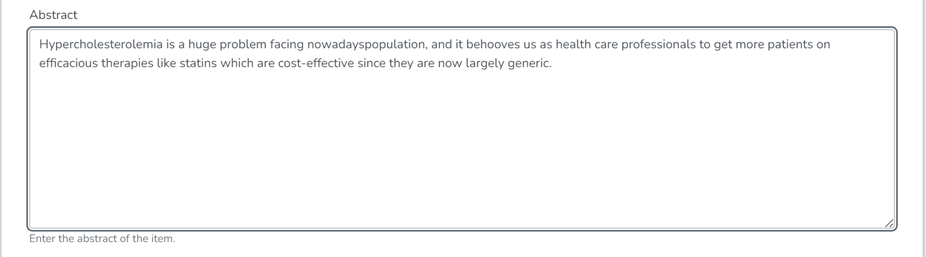 Abstract
Hypercholesterolemia is a huge problem facing nowadayspopulation, and it behooves us as health care professionals to get more patients on
efficacious therapies like statins which are cost-effective since they are now largely generic.
Enter the abstract of the item.